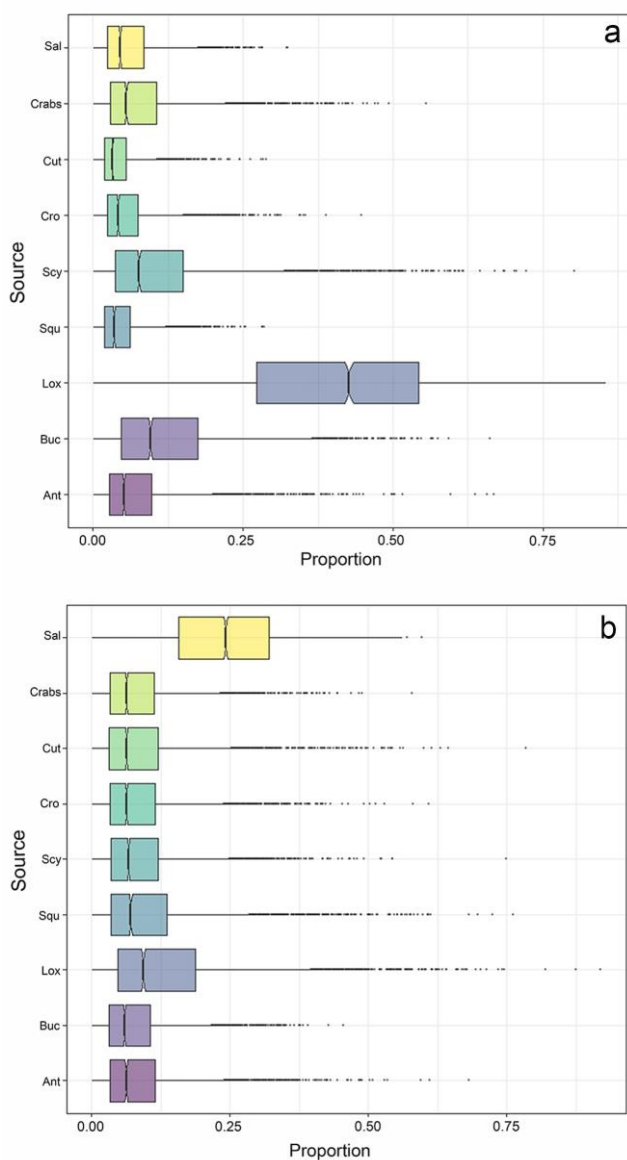 a
Sal
Crabs
Cut
Cro
Scy
Squ
Lox
Buc
Ant
Source
0.00 0.25 0.50 0.75
Proportion
b
Sal
Crabs
Cut
Cro
Scy
Squ
Lox
Buc
Ant
Source
0.00 0.25 0.50 0.75
Proportion